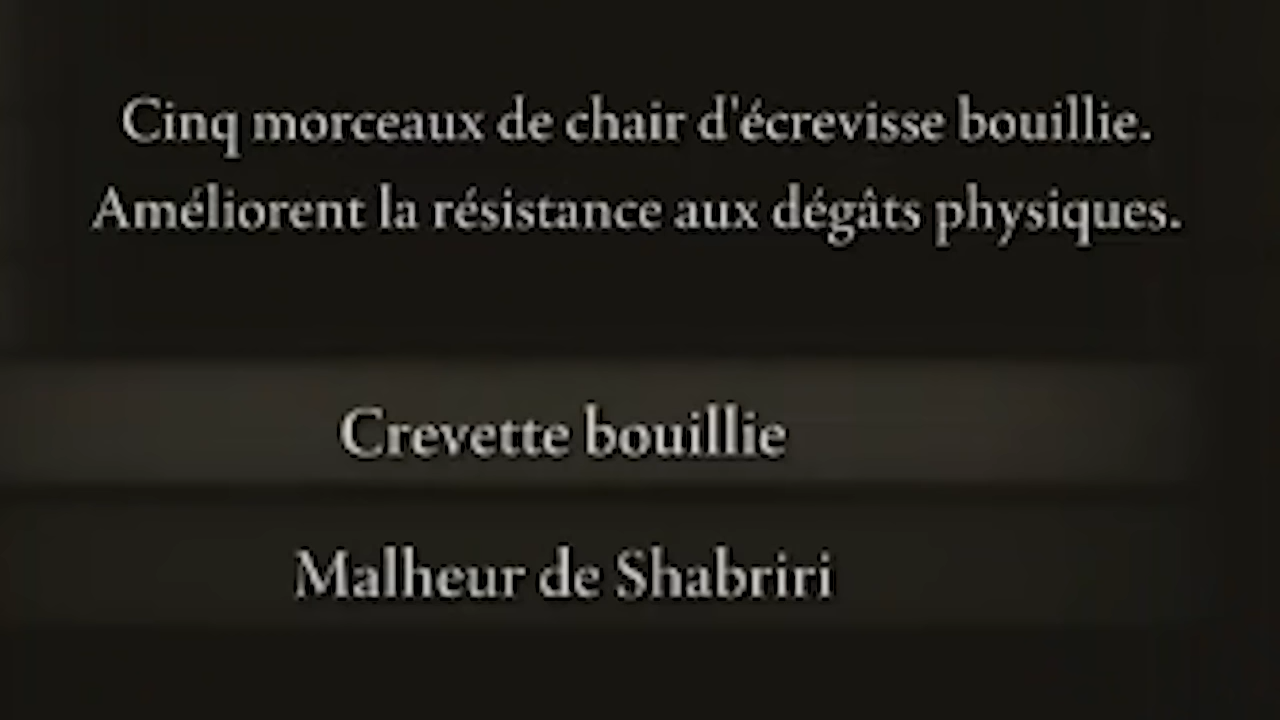 Cinq morceaux de chair d'écrevisse bouillie.
Améliorent la résistance aux dégâts physiques.
Crevette bouillie
Malheur de Shabriri